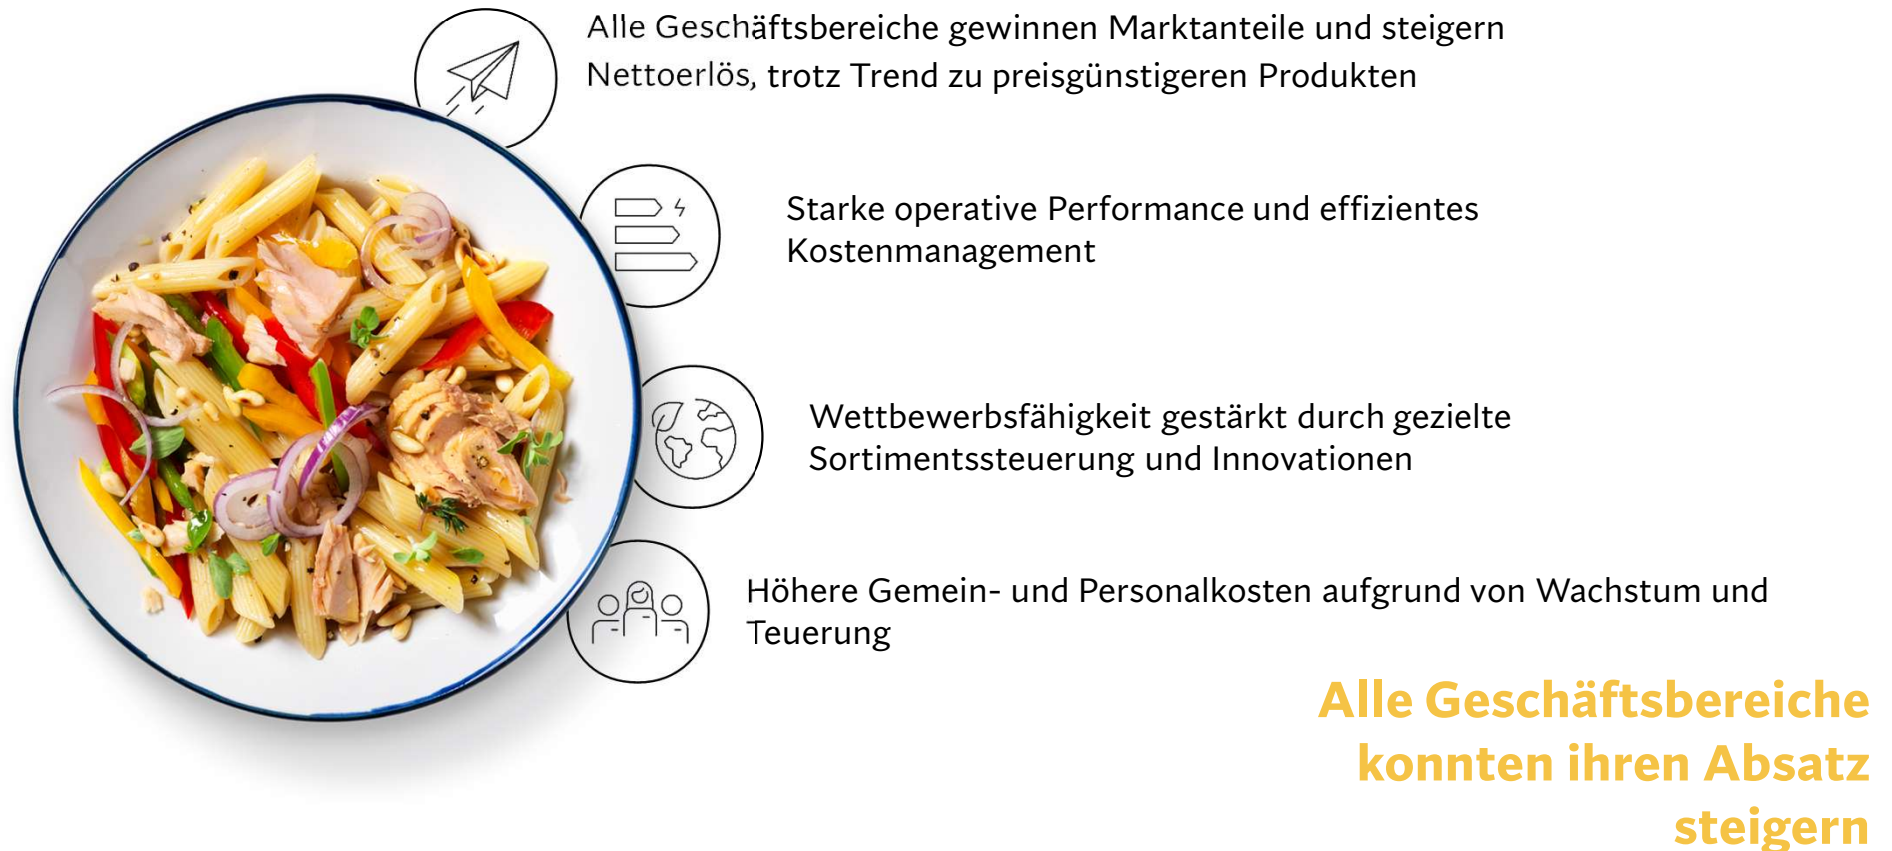 Alle Geschäftsbereiche gewinnen Marktanteile und steigern
Nettoerlös, trotz Trend zu preisgünstigeren Produkten
Starke operative Performance und effizientes
Kostenmanagement
Wettbewerbsfähigkeit gestärkt durch gezielte
Sortimentssteuerung und Innovationen
Höhere Gemein- und Personalkosten aufgrund von Wachstum und
Teuerung
Alle Geschäftsbereiche
konnten ihren Absatz
steigern